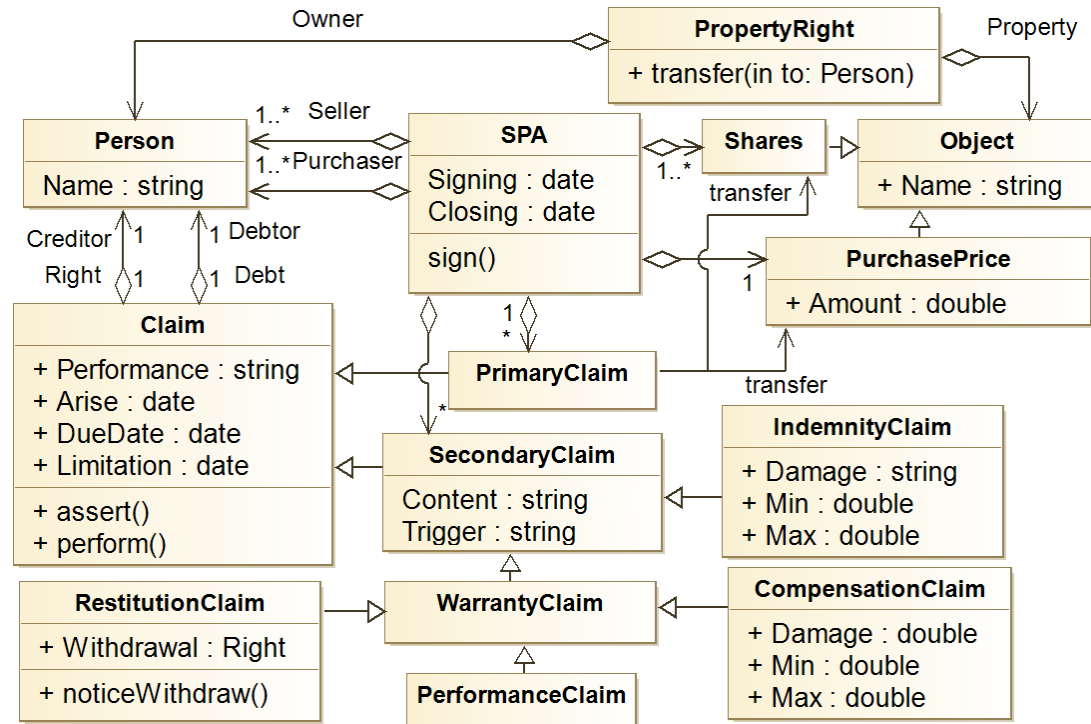 Owner
PropertyRight
+ transfer(in to: Person)
Property
1..*
Seller
Person
Name : string
1..*
Purchaser
SPA
Signing : date
Closing : date
sign()
1..*
Shares
transfer
Object
+ Name : string
Creditor
1
1
Debtor
Right
1
1
Debt
1
PurchasePrice
+ Amount : double
Claim
+ Performance : string
+ Arise : date
+ DueDate : date
+ Limitation : date
+ assert()
+ perform()
1
*
PrimaryClaim
transfer
*
SecondaryClaim
Content : string
Trigger : string
IndemnityClaim
+ Damage : string
+ Min : double
+ Max : double
RestitutionClaim
+ Withdrawal : Right
+ noticeWithdraw()
WarrantyClaim
CompensationClaim
+ Damage : double
+ Min : double
+ Max : double
PerformanceClaim